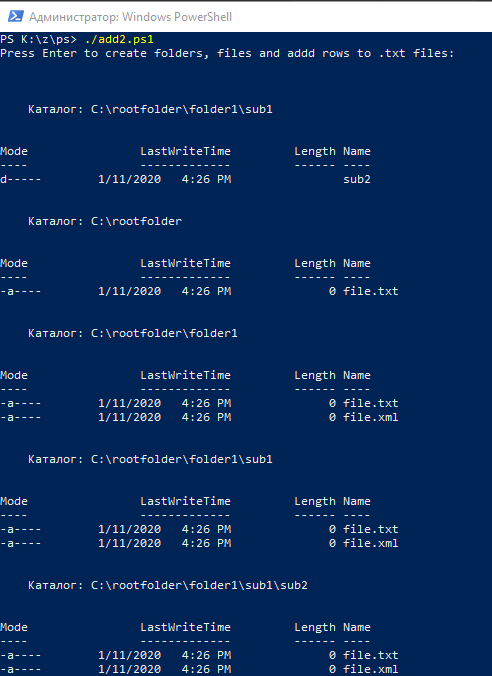 Администратор: Windows PowerShell
PS K:\z\ps> ./add2.ps1
Press Enter to create folders, files and addd rows to .txt files:
Каталог: C:\rootfolder\folder1\sub1
Mode LastWriteTime Length Name
---- ------------- ------ ----
d----- 1/11/2020 4:26 PM sub2
Каталог: C:\rootfolder
Mode LastWriteTime Length Name
---- ------------- ------ ----
-a---- 1/11/2020 4:26 PM 0 file.txt
Каталог: C:\rootfolder\folder1
Mode LastWriteTime Length Name
---- ------------- ------ ----
-a---- 1/11/2020 4:26 PM 0 file.txt
-a---- 1/11/2020 4:26 PM 0 file.xml
Каталог: C:\rootfolder\folder1\sub1
Mode LastWriteTime Length Name
---- ------------- ------ ----
-a---- 1/11/2020 4:26 PM 0 file.txt
-a---- 1/11/2020 4:26 PM 0 file.xml
Каталог: C:\rootfolder\folder1\sub1\sub2
Mode LastWriteTime Length Name
---- ------------- ------ ----
-a---- 1/11/2020 4:26 PM 0 file.txt
-a---- 1/11/2020 4:26 PM 0 file.xml